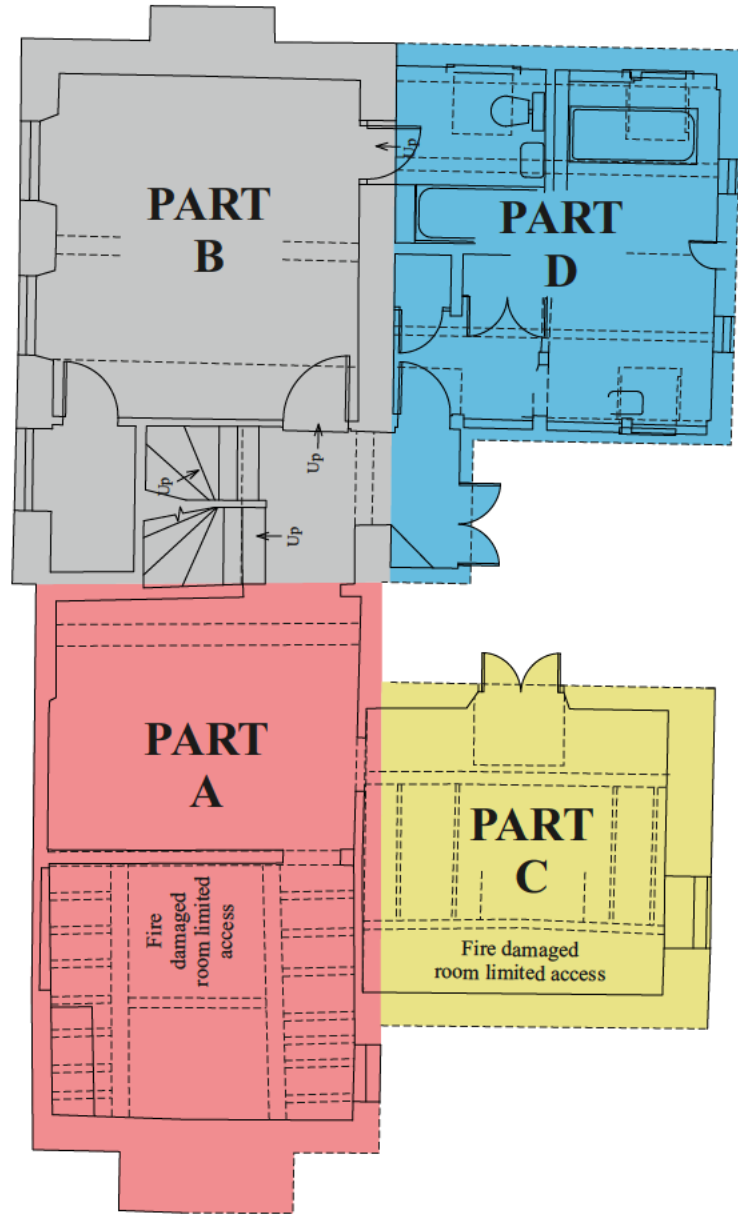 PART
B
Up
PART
D
Up
Up
Up
PART
A
PART
C
Fire
damaged
room limited
access
Fire damaged
room limited access